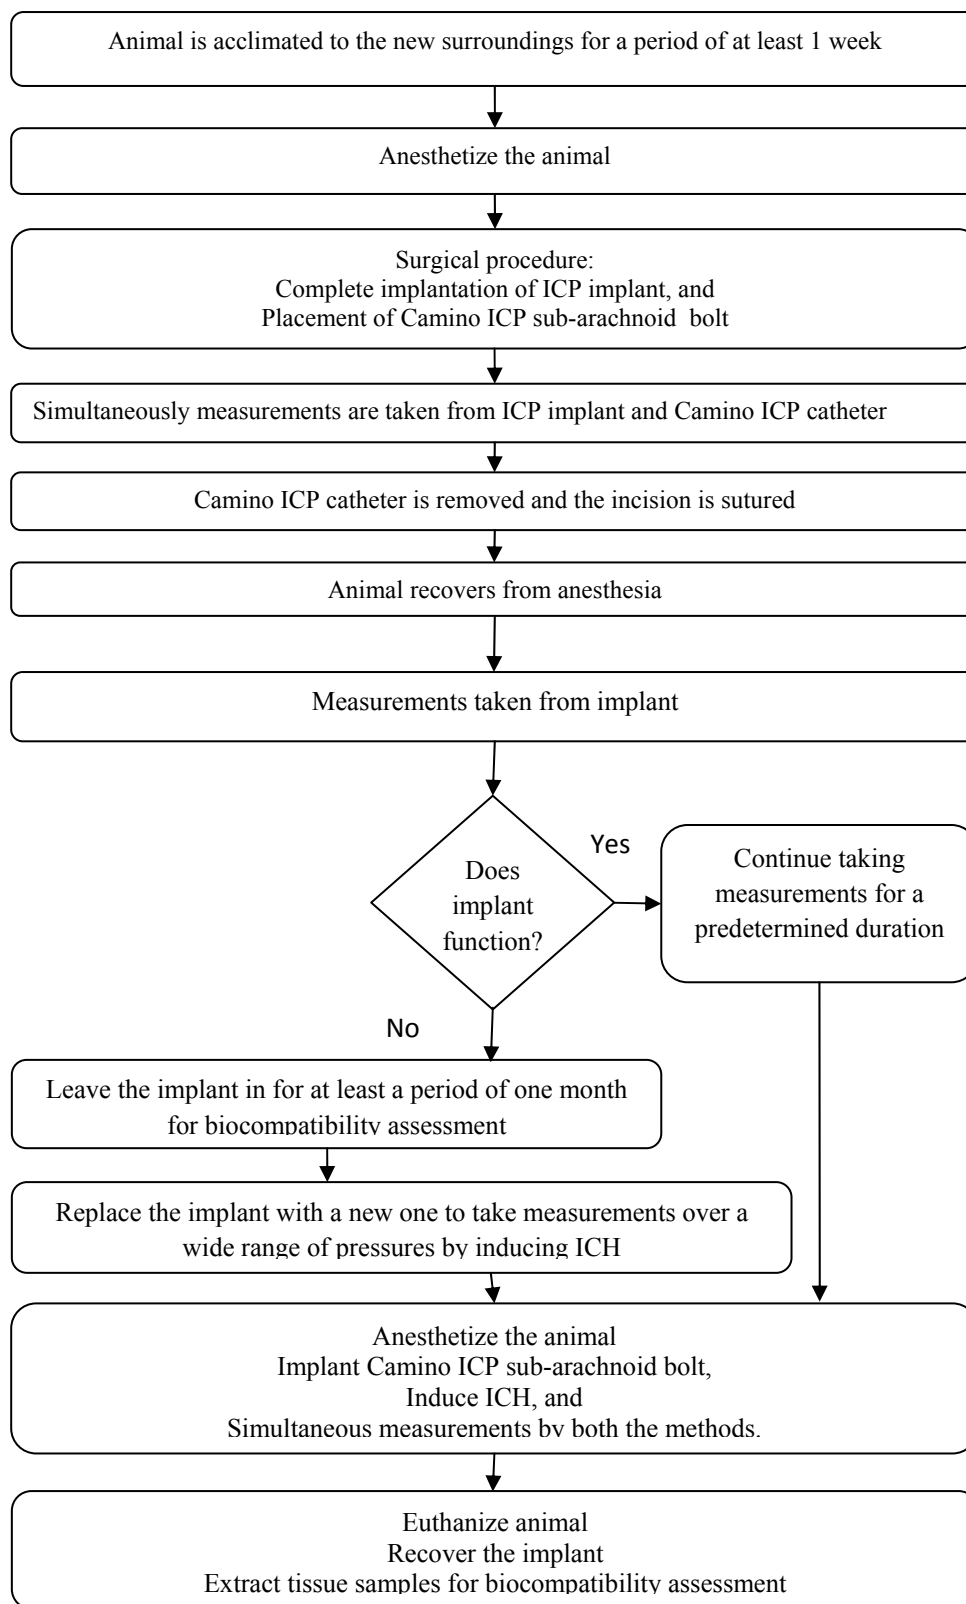 Animal is acclimated to the new surroundings for a period of at least 1 week
Anesthetize the animal
Surgical procedure:
Complete implantation of ICP implant, and
Placement of Camino ICP sub-arachnoid bolt
Simultaneously measurements are taken from ICP implant and Camino ICP catheter
Camino ICP catheter is removed and the incision is sutured
Animal recovers from anesthesia
Measurements taken from implant
Does
implant
function?
Yes
Continue taking
measurements for a
predetermined duration
No
Leave the implant in for at least a period of one month
for biocompatibility assessment
Replace the implant with a new one to take measurements over a
wide range of pressures by inducing ICH
Anesthetize the animal
Implant Camino ICP sub-arachnoid bolt,
Induce ICH, and
Simultaneous measurements by both the methods.
Euthanize animal
Recover the implant
Extract tissue samples for biocompatibility assessment